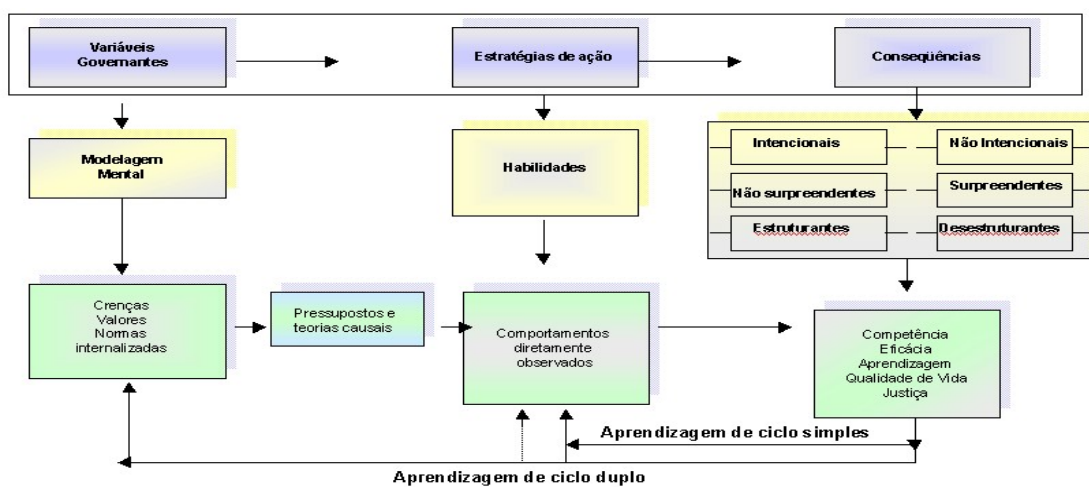 Variáveis
Governantes
Estratégias de ação
Conseqüências
Modelagem
Mental
Habilidades
Intencionais
Não Intencionais
Não surpreendentes
Surpreendentes
Estruturantes
Desestruturantes
Crenças
Valores
Normas
internalizadas
Pressupostos e
teorias causais
Comportamentos
diretamente
observados
Competência
Eficácia
Aprendizagem
Qualidade de Vida
Justiça
Aprendizagem de ciclo simples
Aprendizagem de ciclo duplo